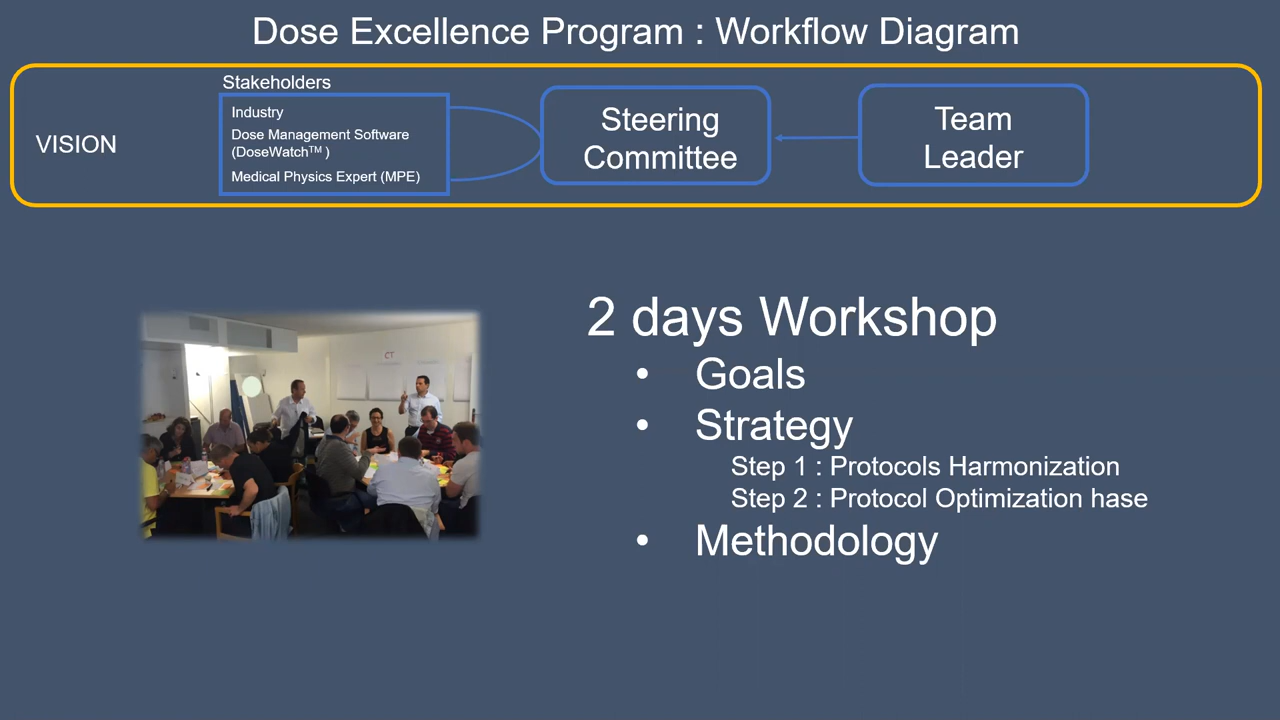 Dose Excellence Program : Workflow Diagram
Stakeholders
VISION
Industry
Dose Management Software
(DoseWatch™ )
Medical Physics Expert (MPE)
Steering
Committee
Team
Leader
2 days Workshop
• Goals
• Strategy
Step 1 : Protocols Harmonization
Step 2 : Protocol Optimization hase
• Methodology
CT